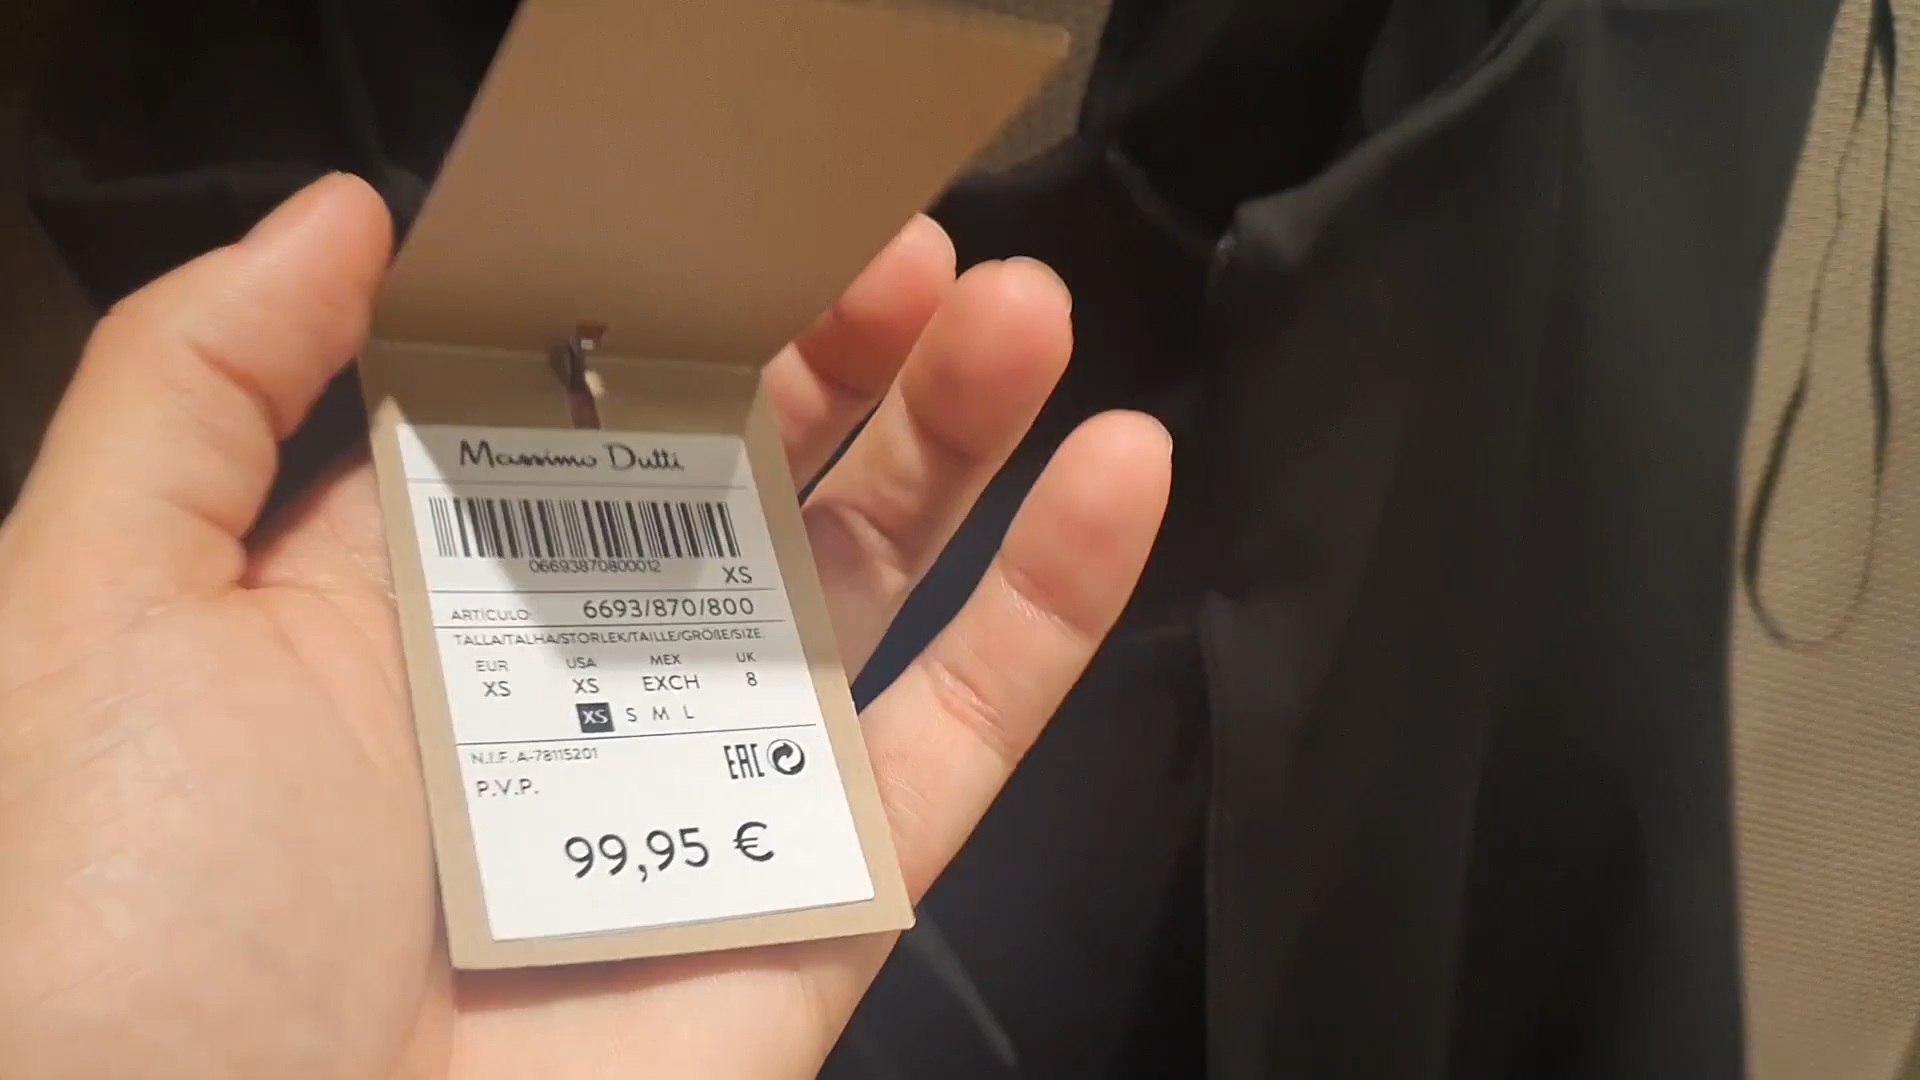 Massimo Dutti
06693870800012
XS
ARTÍCULO: 6693/870/800
TALLA/TALHA/STORLEK/TAILLE/GRÖßE/SIZE
EUR USA MEX UK
XS XS EXCH 8
XS S M L
N.I.F. A-78115201
EAC
P.V.P.
99,95 €